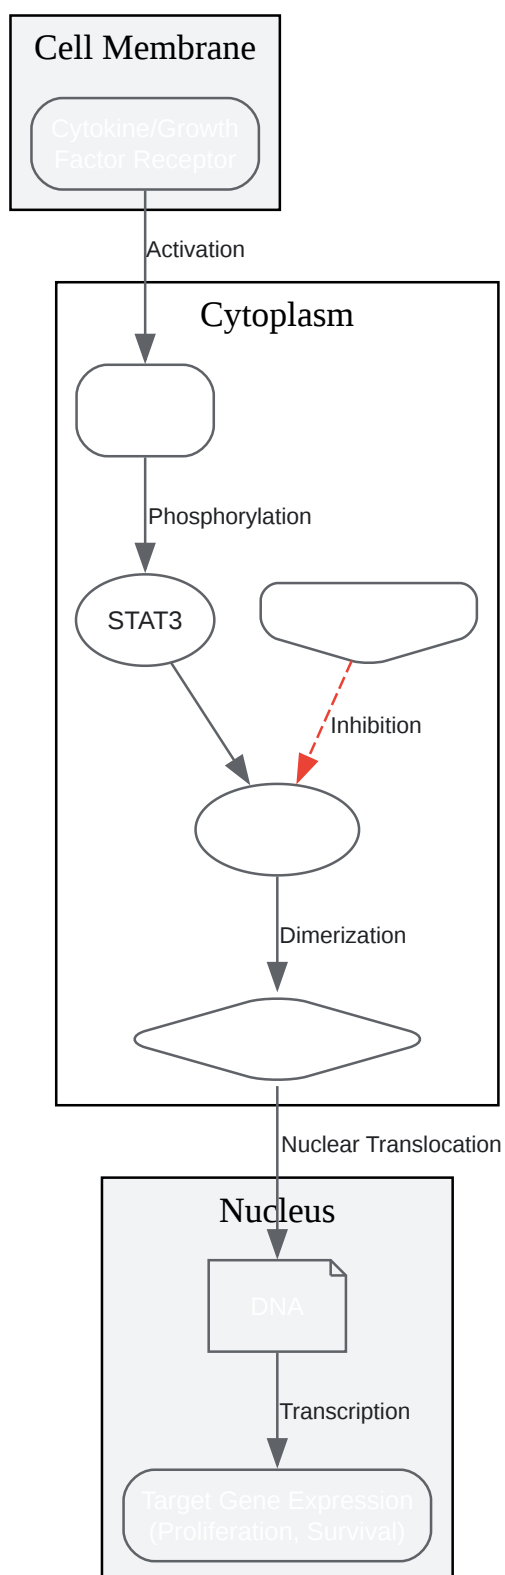 Cell Membrane
Cytokine/Growth
Factor Receptor
Activation
Cytoplasm
Phosphorylation
STAT3
Inhibition
Dimerization
Nuclear Translocation
Nucleus
DNA
Transcription
Target Gene Expression
(Proliferation, Survival)